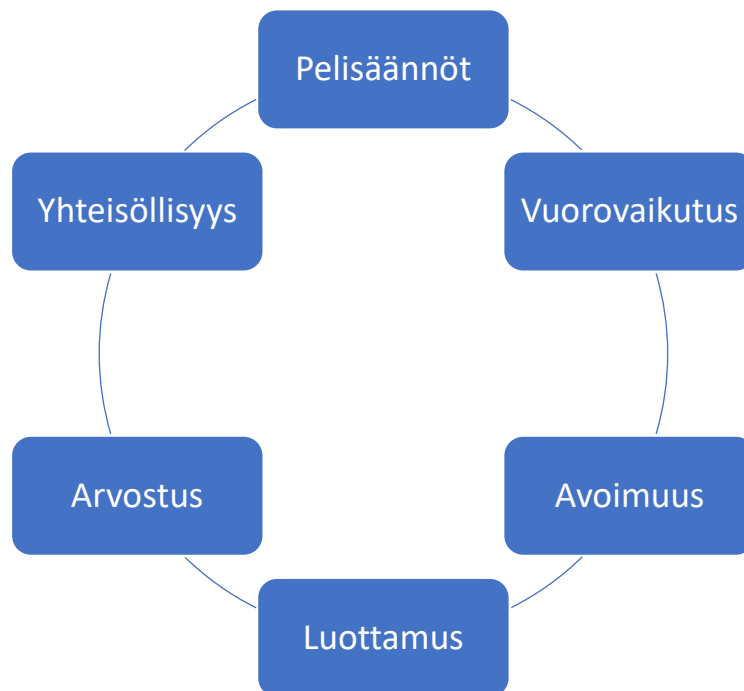 Pelisäännöt
Yhteisöllisyys
Vuorovaikutus
Arvostus
Avoimuus
Luottamus